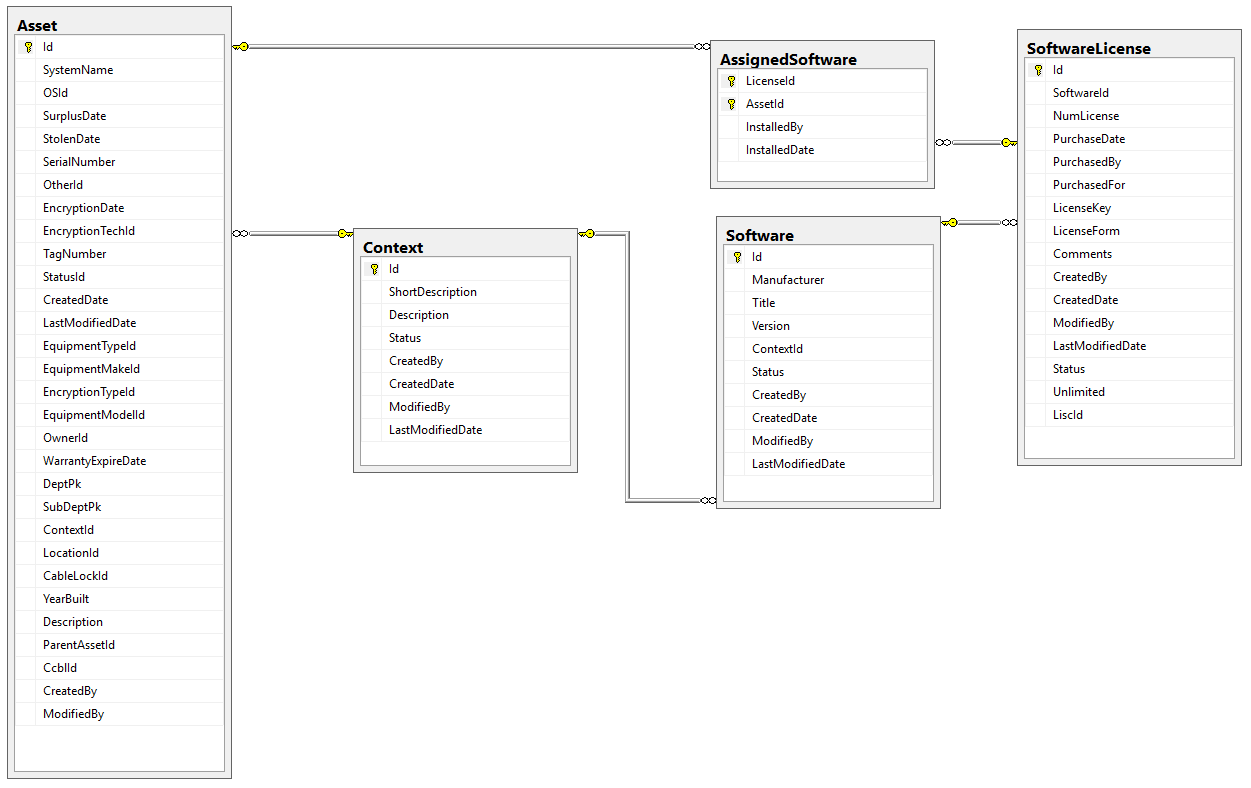 Asset
Id
SystemName
OSId
SurplusDate
StolenDate
SerialNumber
OtherId
EncryptionDate
EncryptionTechId
TagNumber
StatusId
CreatedDate
LastModifiedDate
EquipmentTypeId
EquipmentMakeId
EncryptionTypeId
EquipmentModelId
OwnerId
WarrantyExpireDate
DeptPk
SubDeptPk
ContextId
LocationId
CableLockId
YearBuilt
Description
ParentAssetId
CcblId
CreatedBy
ModifiedBy
Context
Id
ShortDescription
Description
Status
CreatedBy
CreatedDate
ModifiedBy
LastModifiedDate
AssignedSoftware
LicenseId
AssetId
InstalledBy
InstalledDate
Software
Id
Manufacturer
Title
Version
ContextId
Status
CreatedBy
CreatedDate
ModifiedBy
LastModifiedDate
SoftwareLicense
Id
SoftwareId
NumLicense
PurchaseDate
PurchasedBy
PurchasedFor
LicenseKey
LicenseForm
Comments
CreatedBy
CreatedDate
ModifiedBy
LastModifiedDate
Status
Unlimited
LiscId